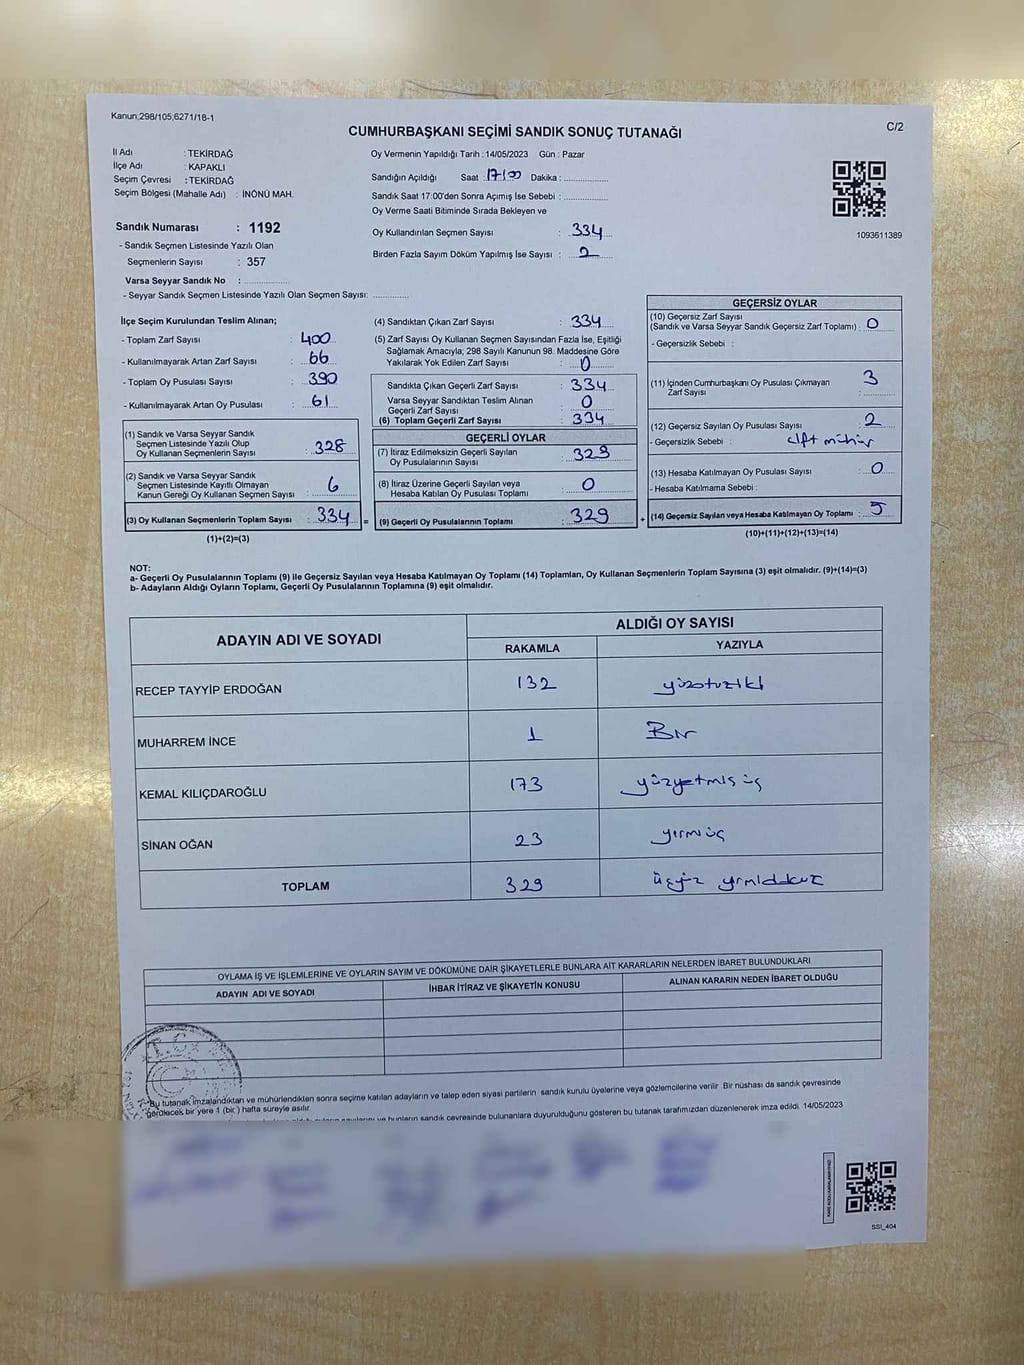 Kanun;298/105;6271/18-1
CUMHURBAŞKANI SEÇİMİ SANDIK SONUÇ TUTANAĞI
C/2
İl Adı : TEKİRDAĞ
İlçe Adı : KAPAKLI
Seçim Çevresi : TEKİRDAĞ
Seçim Bölgesi (Mahalle Adı) : İNÖNÜ MAH.
Oy Vermenin Yapıldığı Tarih : 14/05/2023 Gün : Pazar
Sandığın Açıldığı Saat : 17:00 Dakika :
Sandık Saat 17:00'den Sonra Açımış İse Sebebi :
Oy Verme Saati Bitiminde Sırada Bekleyen ve
Oy Kullandırılan Seçmen Sayısı : 334
Birden Fazla Sayım Döküm Yapılmış İse Sayısı : 2
1093611389
Sandık Numarası : 1192
- Sandık Seçmen Listesinde Yazılı Olan
Seçmenlerin Sayısı : 357
Varsa Seyyar Sandık No :
- Seyyar Sandık Seçmen Listesinde Yazılı Olan Seçmen Sayısı:
İlçe Seçim Kurulundan Teslim Alınan;
- Toplam Zarf Sayısı : 400
- Kullanılmayarak Artan Zarf Sayısı : 66
- Toplam Oy Pusulası Sayısı : 390
- Kullanılmayarak Artan Oy Pusulası : 61
(1) Sandık ve Varsa Seyyar Sandık
Seçmen Listesinde Yazılı Olup
Oy Kullanan Seçmenlerin Sayısı : 328
(2) Sandık ve Varsa Seyyar Sandık
Seçmen Listesinde Kayıtlı Olmayan
Kanun Gereği Oy Kullanan Seçmen Sayısı : 6
(3) Oy Kullanan Seçmenlerin Toplam Sayısı : 334
(1)+(2)=(3)
(4) Sandıktan Çıkan Zarf Sayısı : 334
(5) Zarf Sayısı Oy Kullanan Seçmen Sayısından Fazla İse, Eşitliği
Sağlamak Amacıyla; 298 Sayılı Kanunun 98. Maddesine Göre
Yakılarak Yok Edilen Zarf Sayısı : 0
Sandıkta Çıkan Geçerli Zarf Sayısı : 334
Varsa Seyyar Sandıktan Teslim Alınan
Geçerli Zarf Sayısı : 0
(6) Toplam Geçerli Zarf Sayısı : 334
GEÇERLİ OYLAR
(7) İtiraz Edilmeksizin Geçerli Sayılan
Oy Pusulalarının Sayısı : 329
(8) İtiraz Üzerine Geçerli Sayılan veya
Hesaba Katılan Oy Pusulası Toplamı : 0
= (9) Geçerli Oy Pusulalarının Toplamı : 329
GEÇERSİZ OYLAR
(10) Geçersiz Zarf Sayısı
(Sandık ve Varsa Seyyar Sandık Geçersiz Zarf Toplamı) : 0
- Geçersizlik Sebebi :
(11) İçinden Cumhurbaşkanı Oy Pusulası Çıkmayan
Zarf Sayısı : 3
(12) Geçersiz Sayılan Oy Pusulası Sayısı : 2
- Geçersizlik Sebebi : çift mühür
(13) Hesaba Katılmayan Oy Pusulası Sayısı : 0
- Hesaba Katılmama Sebebi :
+ (14) Geçersiz Sayılan veya Hesaba Katılmayan Oy Toplamı : 5
(10)+(11)+(12)+(13)=(14)
NOT:
a- Geçerli Oy Pusulalarının Toplamı (9) ile Geçersiz Sayılan veya Hesaba Katılmayan Oy Toplamı (14) Toplamları, Oy Kullanan Seçmenlerin Toplam Sayısına (3) eşit olmalıdır. (9)+(14)=(3)
b- Adayların Aldığı Oyların Toplamı, Geçerli Oy Pusulalarının Toplamına (9) eşit olmalıdır.
ADAYIN ADI VE SOYADI
ALDIĞI OY SAYISI
RAKAMLA YAZIYLA
RECEP TAYYİP ERDOĞAN 132 yüzotuziki
MUHARREM İNCE 1 Bir
KEMAL KILIÇDAROĞLU 173 yüzyetmiş üç
SİNAN OĞAN 23 yirmiüç
TOPLAM 329 üçyüz yirmidokuz
OYLAMA İŞ VE İŞLEMLERİNE VE OYLARIN SAYIM VE DÖKÜMÜNE DAİR ŞİKAYETLERLE BUNLARA AİT KARARLARIN NELERDEN İBARET BULUNDUKLARI
ADAYIN ADI VE SOYADI İHBAR İTİRAZ VE ŞİKAYETİN KONUSU ALINAN KARARIN NEDEN İBARET OLDUĞU
T.C.
Bu tutanak imzalandıktan ve mühürlendikten sonra seçime katılan adayların ve talep eden siyasi partilerin sandık kurulu üyelerine veya gözlemcilerine verilir. Bir nüshası da sandık çevresinde
görülecek bir yere 1 (bir) hafta süreyle asılır.
bunların sandık çevresinde bulunanlara duyurulduğunu gösteren bu tutanak tarafımızdan düzenlenerek imza edildi. 14/05/2023
SSI_404